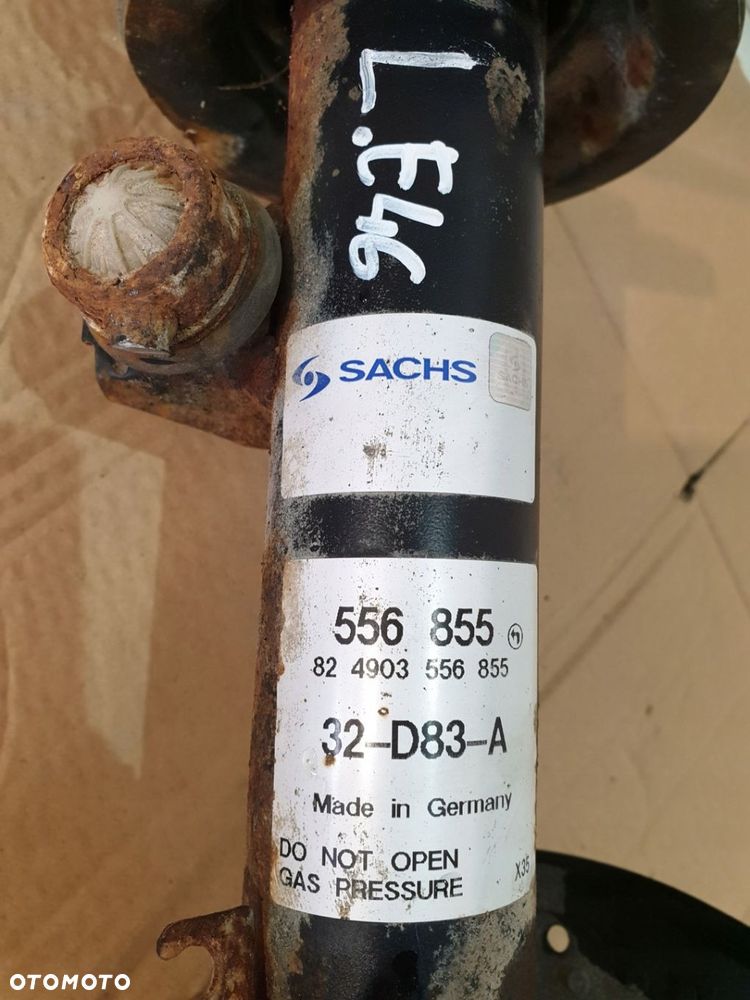 L.E46
SACHS
556 855
82 4903 556 855
32-D83-A
Made in Germany
DO NOT OPEN
GAS PRESSURE
X35
OTOMOTO